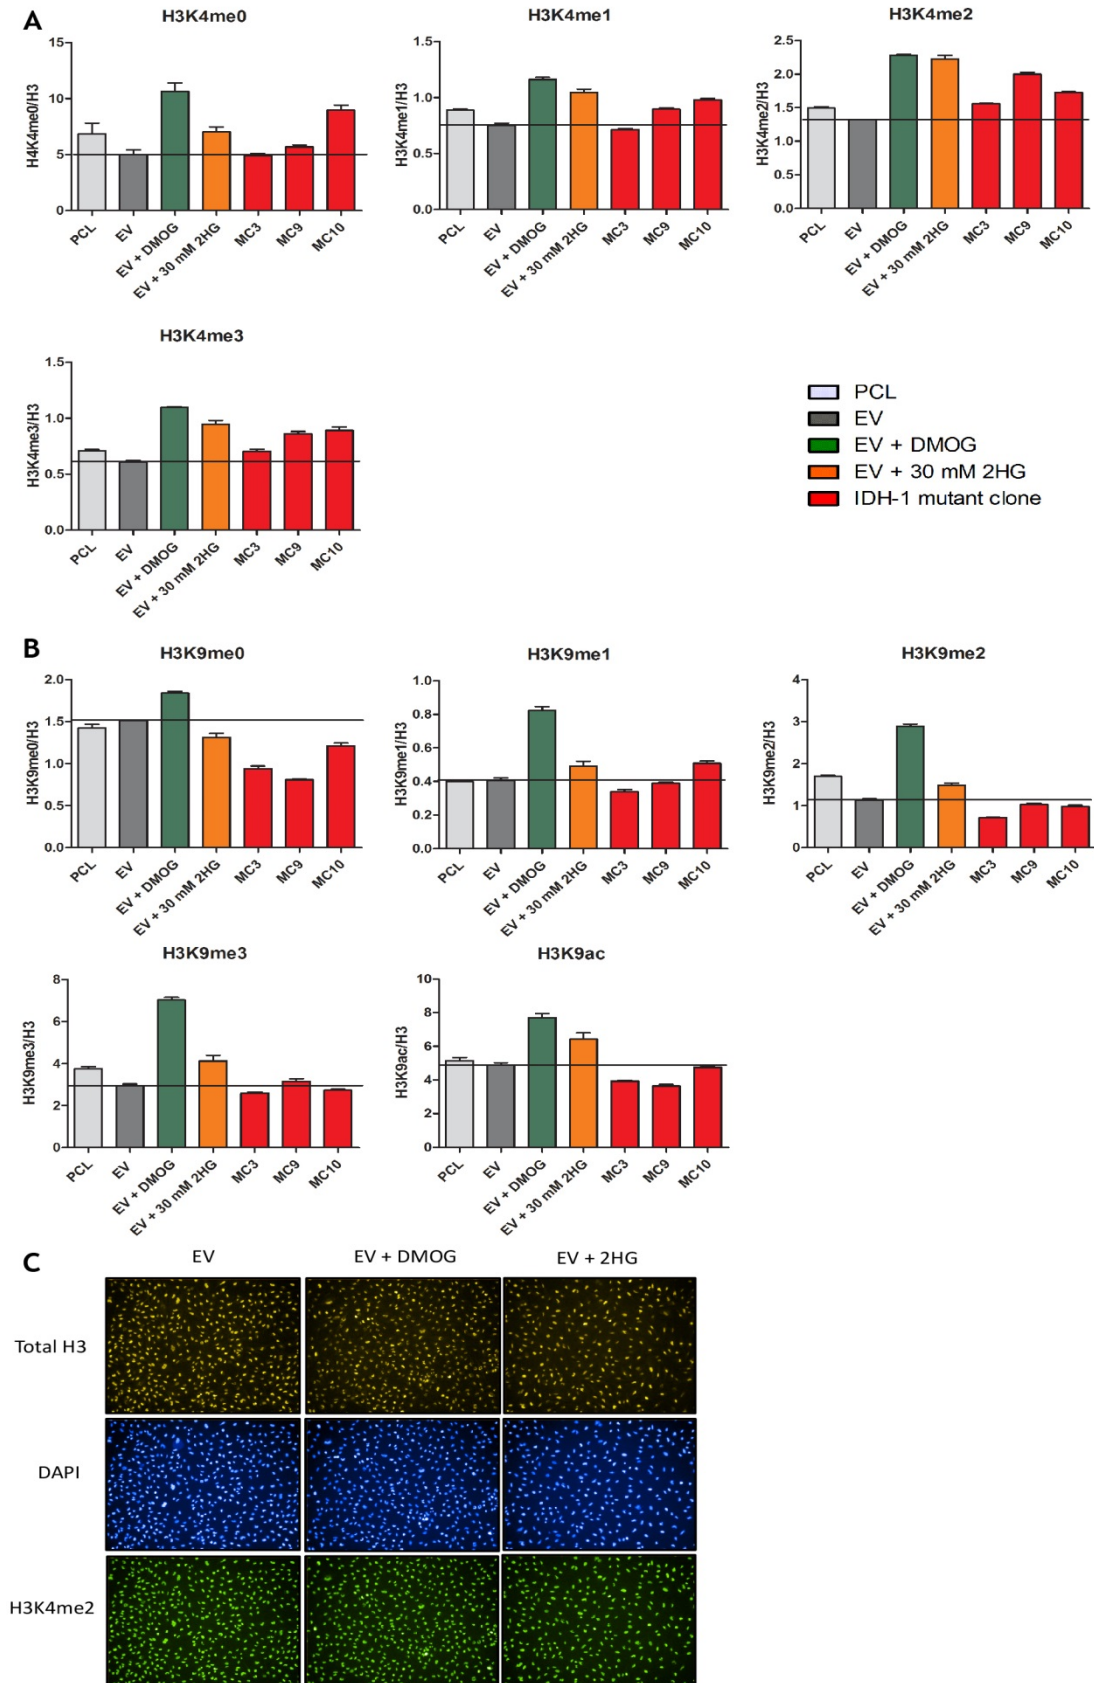 A
H3K4me0
H4K4me0/H3
15
10
5
0
PCL
EV
EV + DMOG
EV + 30 mM 2HG
MC3
MC9
MC10
H3K4me1
H3K4me1/H3
1.5
1.0
0.5
0.0
PCL
EV
EV + DMOG
EV + 30 mM 2HG
MC3
MC9
MC10
H3K4me2
H3K4me2/H3
2.5
2.0
1.5
1.0
0.5
0.0
PCL
EV
EV + DMOG
EV + 30 mM 2HG
MC3
MC9
MC10
H3K4me3
H3K4me3/H3
1.5
1.0
0.5
0.0
PCL
EV
EV + DMOG
EV + 30 mM 2HG
MC3
MC9
MC10
PCL
EV
EV + DMOG
EV + 30 mM 2HG
IDH-1 mutant clone
B
H3K9me0
H3K9me0/H3
2.0
1.5
1.0
0.5
0.0
PCL
EV
EV + DMOG
EV + 30 mM 2HG
MC3
MC9
MC10
H3K9me1
H3K9me1/H3
1.0
0.8
0.6
0.4
0.2
0.0
PCL
EV
EV + DMOG
EV + 30 mM 2HG
MC3
MC9
MC10
H3K9me2
H3K9me2/H3
4
3
2
1
0
PCL
EV
EV + DMOG
EV + 30 mM 2HG
MC3
MC9
MC10
H3K9me3
H3K9me3/H3
8
6
4
2
0
PCL
EV
EV + DMOG
EV + 30 mM 2HG
MC3
MC9
MC10
H3K9ac
H3K9ac/H3
10
8
6
4
2
0
PCL
EV
EV + DMOG
EV + 30 mM 2HG
MC3
MC9
MC10
C
EV
EV + DMOG
EV + 2HG
Total H3
DAPI
H3K4me2